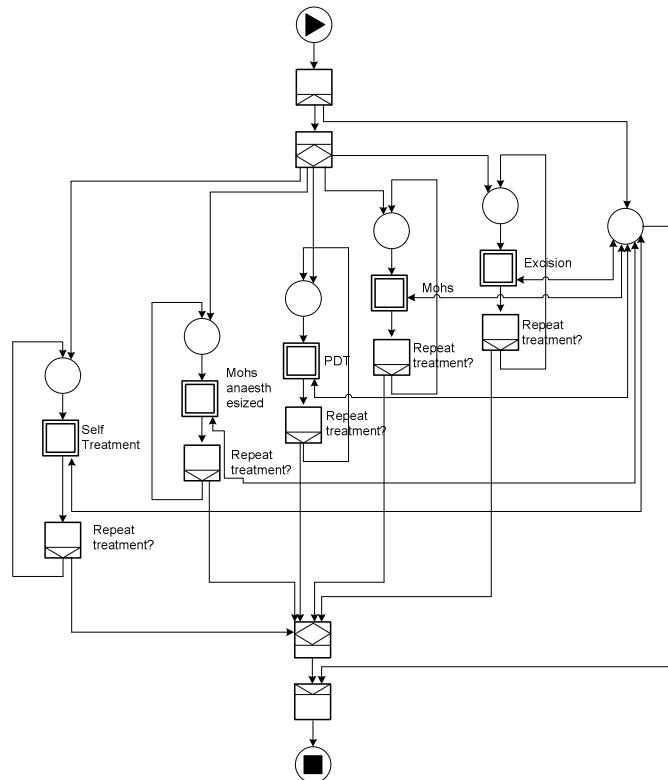 Excision
Mohs
Repeat
treatment?
Repeat
treatment?
PDT
Mohs
anaesth
esized
Repeat
treatment?
Self
Treatment
Repeat
treatment?
Repeat
treatment?